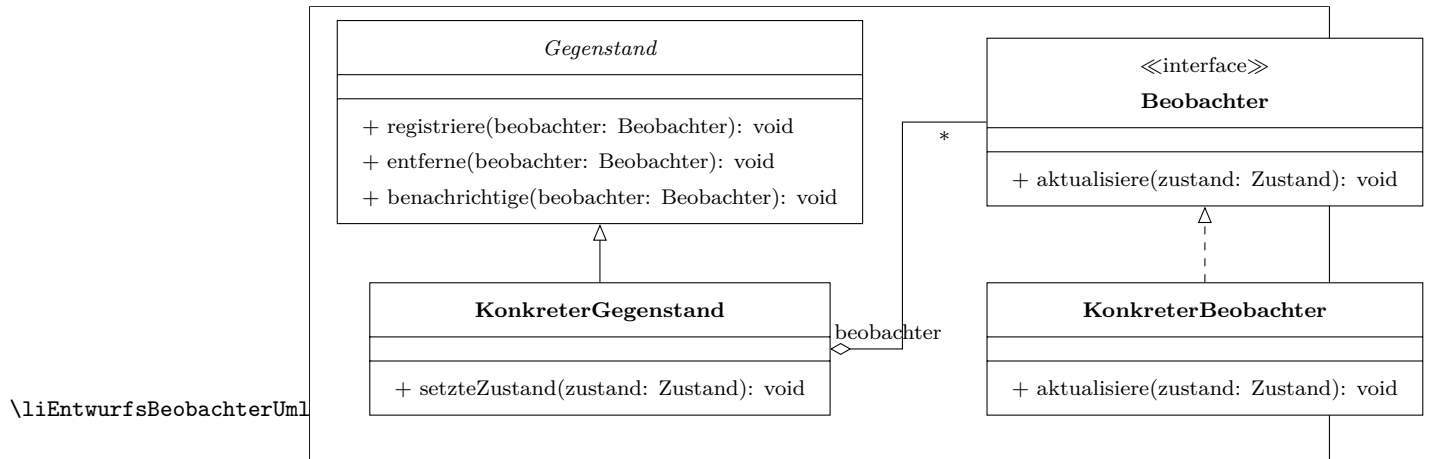 Gegenstand
+ registriere(beobachter: Beobachter): void
+ entferne(beobachter: Beobachter): void
+ benachrichtige(beobachter: Beobachter): void
≪interface≫
Beobachter
+ aktualisiere(zustand: Zustand): void
*
KonkreterGegenstand
+ setzteZustand(zustand: Zustand): void
beobachter
KonkreterBeobachter
+ aktualisiere(zustand: Zustand): void
\liEntwurfsBeobachterUml